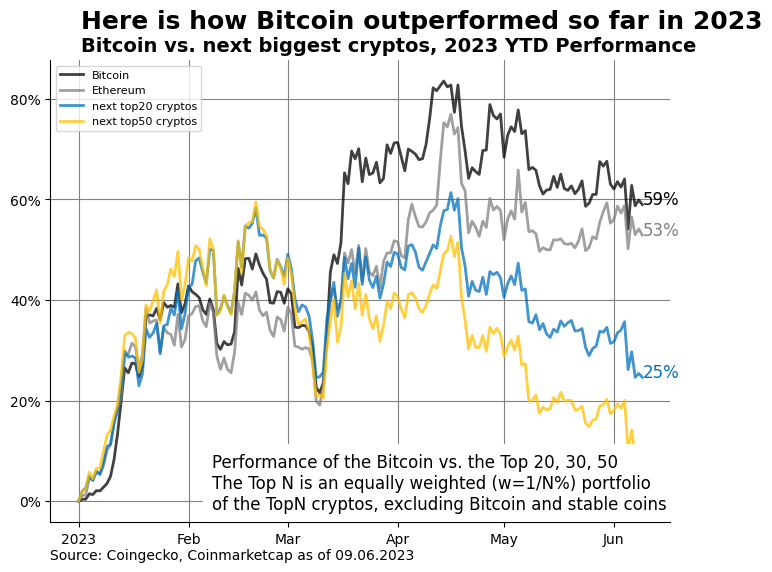 Here is how Bitcoin outperformed so far in 2023
Bitcoin vs. next biggest cryptos, 2023 YTD Performance
Bitcoin
Ethereum
next top20 cryptos
next top50 cryptos
80%
60%
40%
20%
0%
59%
53%
25%
Performance of the Bitcoin vs. the Top 20, 30, 50
The Top N is an equally weighted (w=1/N%) portfolio
of the TopN cryptos, excluding Bitcoin and stable coins
2023 Feb Mar Apr May Jun
Source: Coingecko, Coinmarketcap as of 09.06.2023